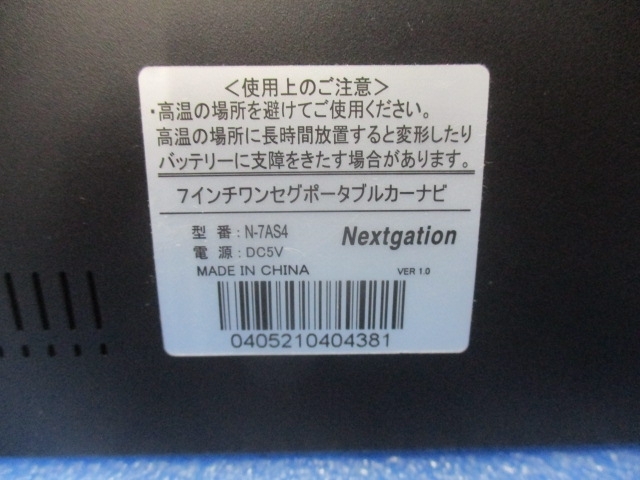 ＜使用上のご注意＞
・高温の場所を避けてご使用ください。
高温の場所に長時間放置すると変形したり
バッテリーに支障をきたす場合があります。
7インチワンセグポータブルカーナビ
型 番：N-7AS4
Nextgation
電 源：DC5V
MADE IN CHINA
VER 1.0
0405210404381